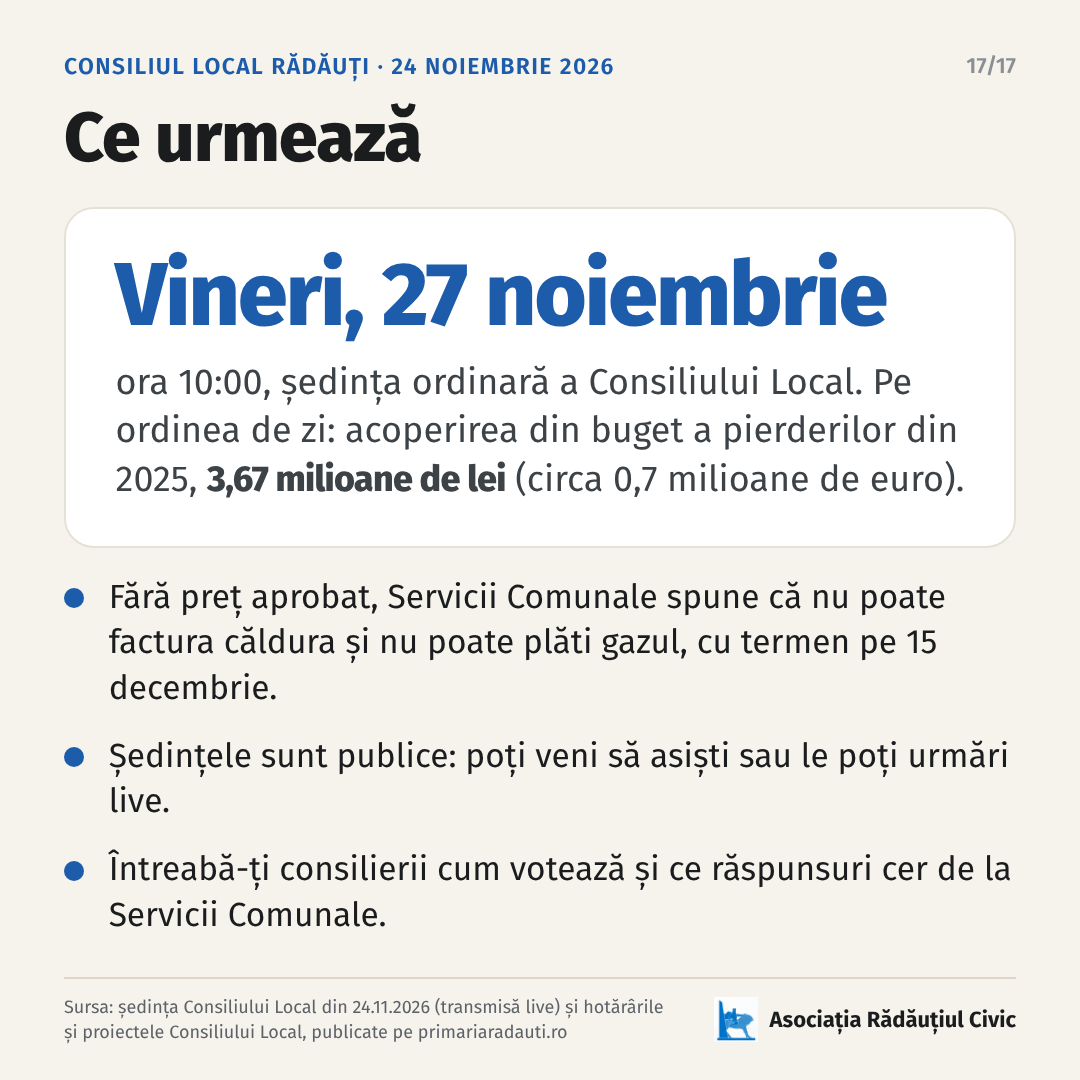 CONSILIUL LOCAL RĂDĂUȚI · 24 NOIEMBRIE 2026
17/17
Ce urmează
Vineri, 27 noiembrie
ora 10:00, ședința ordinară a Consiliului Local. Pe
ordinea de zi: acoperirea din buget a pierderilor din
2025, 3,67 milioane de lei (circa 0,7 milioane de euro).
Fără preț aprobat, Servicii Comunale spune că nu poate
factura căldura și nu poate plăti gazul, cu termen pe 15
decembrie.
Ședințele sunt publice: poți veni să asiști sau le poți urmări
live.
Întreabă-ți consilierii cum votează și ce răspunsuri cer de la
Servicii Comunale.
Sursa: ședința Consiliului Local din 24.11.2026 (transmisă live) și hotărârile
și proiectele Consiliului Local, publicate pe primariaradauti.ro
Asociația Rădăuțiul Civic